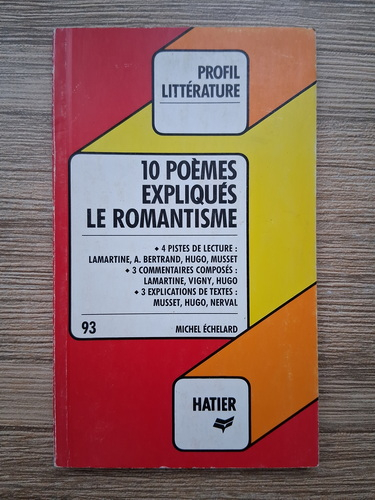 PROFIL
LITTÉRATURE
10 POÈMES
EXPLIQUÉS
LE ROMANTISME
◆ 4 PISTES DE LECTURE :
LAMARTINE, A. BERTRAND, HUGO, MUSSET
◆ 3 COMMENTAIRES COMPOSÉS :
LAMARTINE, VIGNY, HUGO
◆ 3 EXPLICATIONS DE TEXTES :
MUSSET, HUGO, NERVAL
93
MICHEL ÉCHELARD
HATIER